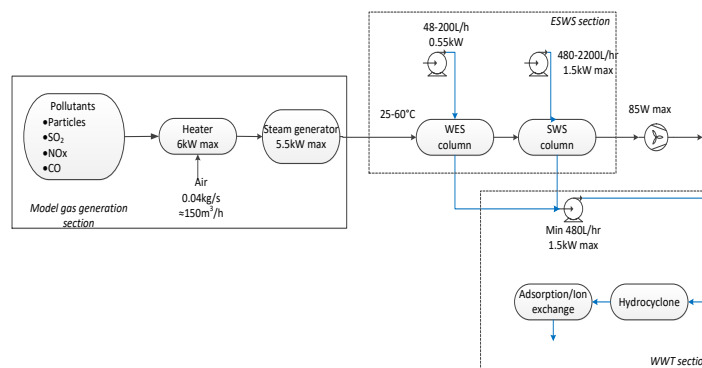 ESWS section
48-200L/h
0.55kW
480-2200L/hr
1.5kW max
Pollutants
•Particles
•SO₂
•NOx
•CO
Heater
6kW max
Steam generator
5.5kW max
25-60°C
WES
column
SWS
column
85W max
Air
0.04kg/s
≈150m³/h
Model gas generation
section
Min 480L/hr
1.5kW max
Adsorption/Ion
exchange
Hydrocyclone
WWT sectio